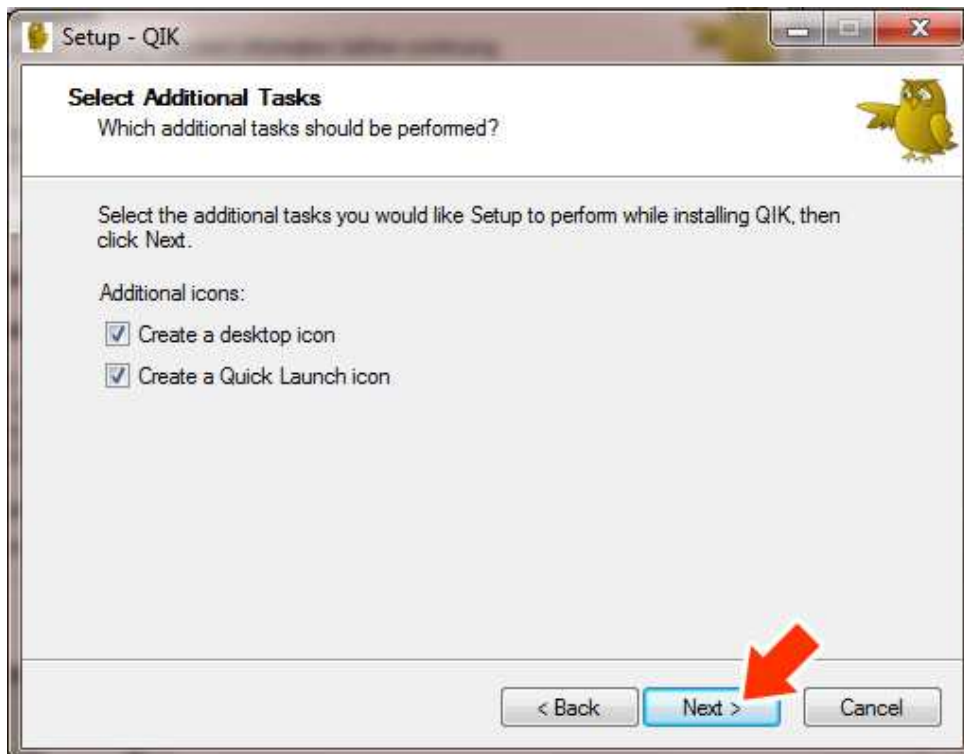 Setup - QIK
Select Additional Tasks
Which additional tasks should be performed?
Select the additional tasks you would like Setup to perform while installing QIK, then
click Next.
Additional icons:
Create a desktop icon
Create a Quick Launch icon
< Back
Next >
Cancel